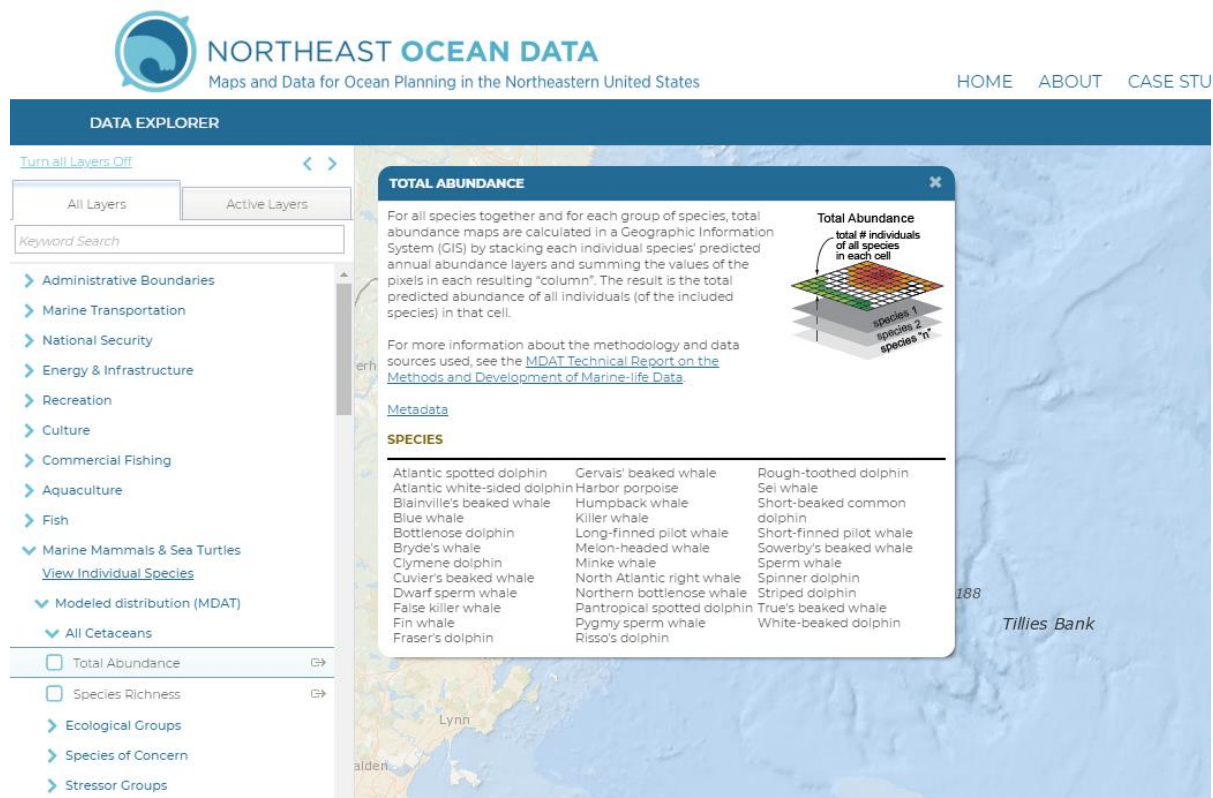 NORTHEAST OCEAN DATA
Maps and Data for Ocean Planning in the Northeastern United States
HOME ABOUT CASE STU
DATA EXPLORER
Turn all Layers Off
All Layers Active Layers
Keyword Search
Administrative Boundaries
Marine Transportation
National Security
Energy & Infrastructure
Recreation
Culture
Commercial Fishing
Aquaculture
Fish
Marine Mammals & Sea Turtles
View Individual Species
Modeled distribution (MDAT)
All Cetaceans
Total Abundance
Species Richness
Ecological Groups
Species of Concern
Stressor Groups
TOTAL ABUNDANCE
For all species together and for each group of species, total
abundance maps are calculated in a Geographic Information
System (GIS) by stacking each individual species' predicted
annual abundance layers and summing the values of the
pixels in each resulting "column". The result is the total
predicted abundance of all individuals (of the included
species) in that cell.
For more information about the methodology and data
sources used, see the MDAT Technical Report on the
Methods and Development of Marine-life Data.
Metadata
Total Abundance
total # individuals
of all species
in each cell
species 1
species 2
species "n"
SPECIES
Atlantic spotted dolphin
Atlantic white-sided dolphin
Blainville's beaked whale
Blue whale
Bottlenose dolphin
Bryde's whale
Clymene dolphin
Cuvier's beaked whale
Dwarf sperm whale
False killer whale
Fin whale
Fraser's dolphin
Gervais' beaked whale
Harbor porpoise
Humpback whale
Killer whale
Long-finned pilot whale
Melon-headed whale
Minke whale
North Atlantic right whale
Northern bottlenose whale
Pantropical spotted dolphin
Pygmy sperm whale
Risso's dolphin
Rough-toothed dolphin
Sei whale
Short-beaked common
dolphin
Short-finned pilot whale
Sowerby's beaked whale
Sperm whale
Spinner dolphin
Striped dolphin
True's beaked whale
White-beaked dolphin
erh
188
Tillies Bank
Lynn
alden